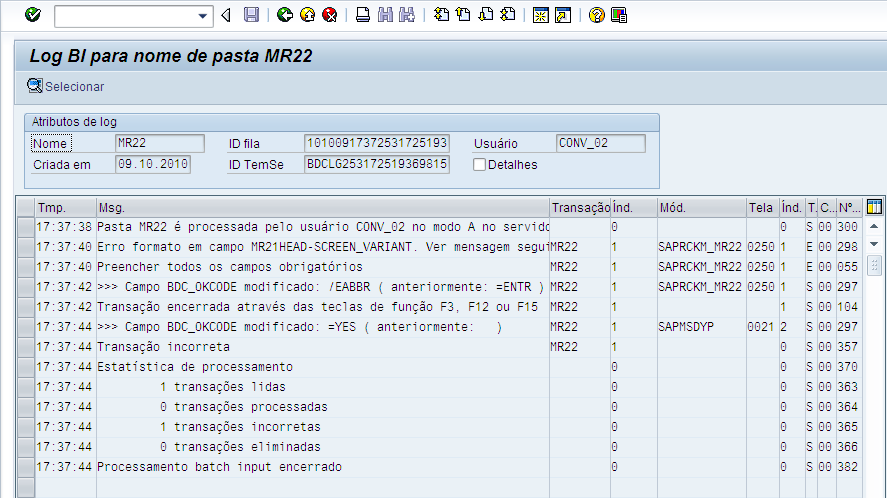 Log BI para nome de pasta MR22
Selecionar
Atributos de log
Nome MR22 ID fila 10100917372531725193 Usuário CONV_02
Criada em 09.10.2010 ID TemSe BDCLG253172519369815 Detalhes
Tmp. Msg. Transação Índ. Mód. Tela Índ. T. C... Nº...
17:37:38 Pasta MR22 é processada pelo usuário CONV_02 no modo A no servido 0 0 S 00 300
17:37:40 Erro formato em campo MR21HEAD-SCREEN_VARIANT. Ver mensagem segui MR22 1 SAPRCKM_MR22 0250 1 E 00 298
17:37:40 Preencher todos os campos obrigatórios MR22 1 SAPRCKM_MR22 0250 1 E 00 055
17:37:42 >>> Campo BDC_OKCODE modificado: /EABBR ( anteriormente: =ENTR ) MR22 1 SAPRCKM_MR22 0250 1 S 00 297
17:37:42 Transação encerrada através das teclas de função F3, F12 ou F15 MR22 1 1 S 00 104
17:37:44 >>> Campo BDC_OKCODE modificado: =YES ( anteriormente: ) MR22 1 SAPMSDYP 0021 2 S 00 297
17:37:44 Transação incorreta MR22 1 0 S 00 357
17:37:44 Estatística de processamento 0 0 S 00 370
17:37:44 1 transações lidas 0 0 S 00 363
17:37:44 0 transações processadas 0 0 S 00 364
17:37:44 1 transações incorretas 0 0 S 00 365
17:37:44 0 transações eliminadas 0 0 S 00 366
17:37:44 Processamento batch input encerrado 0 0 S 00 382